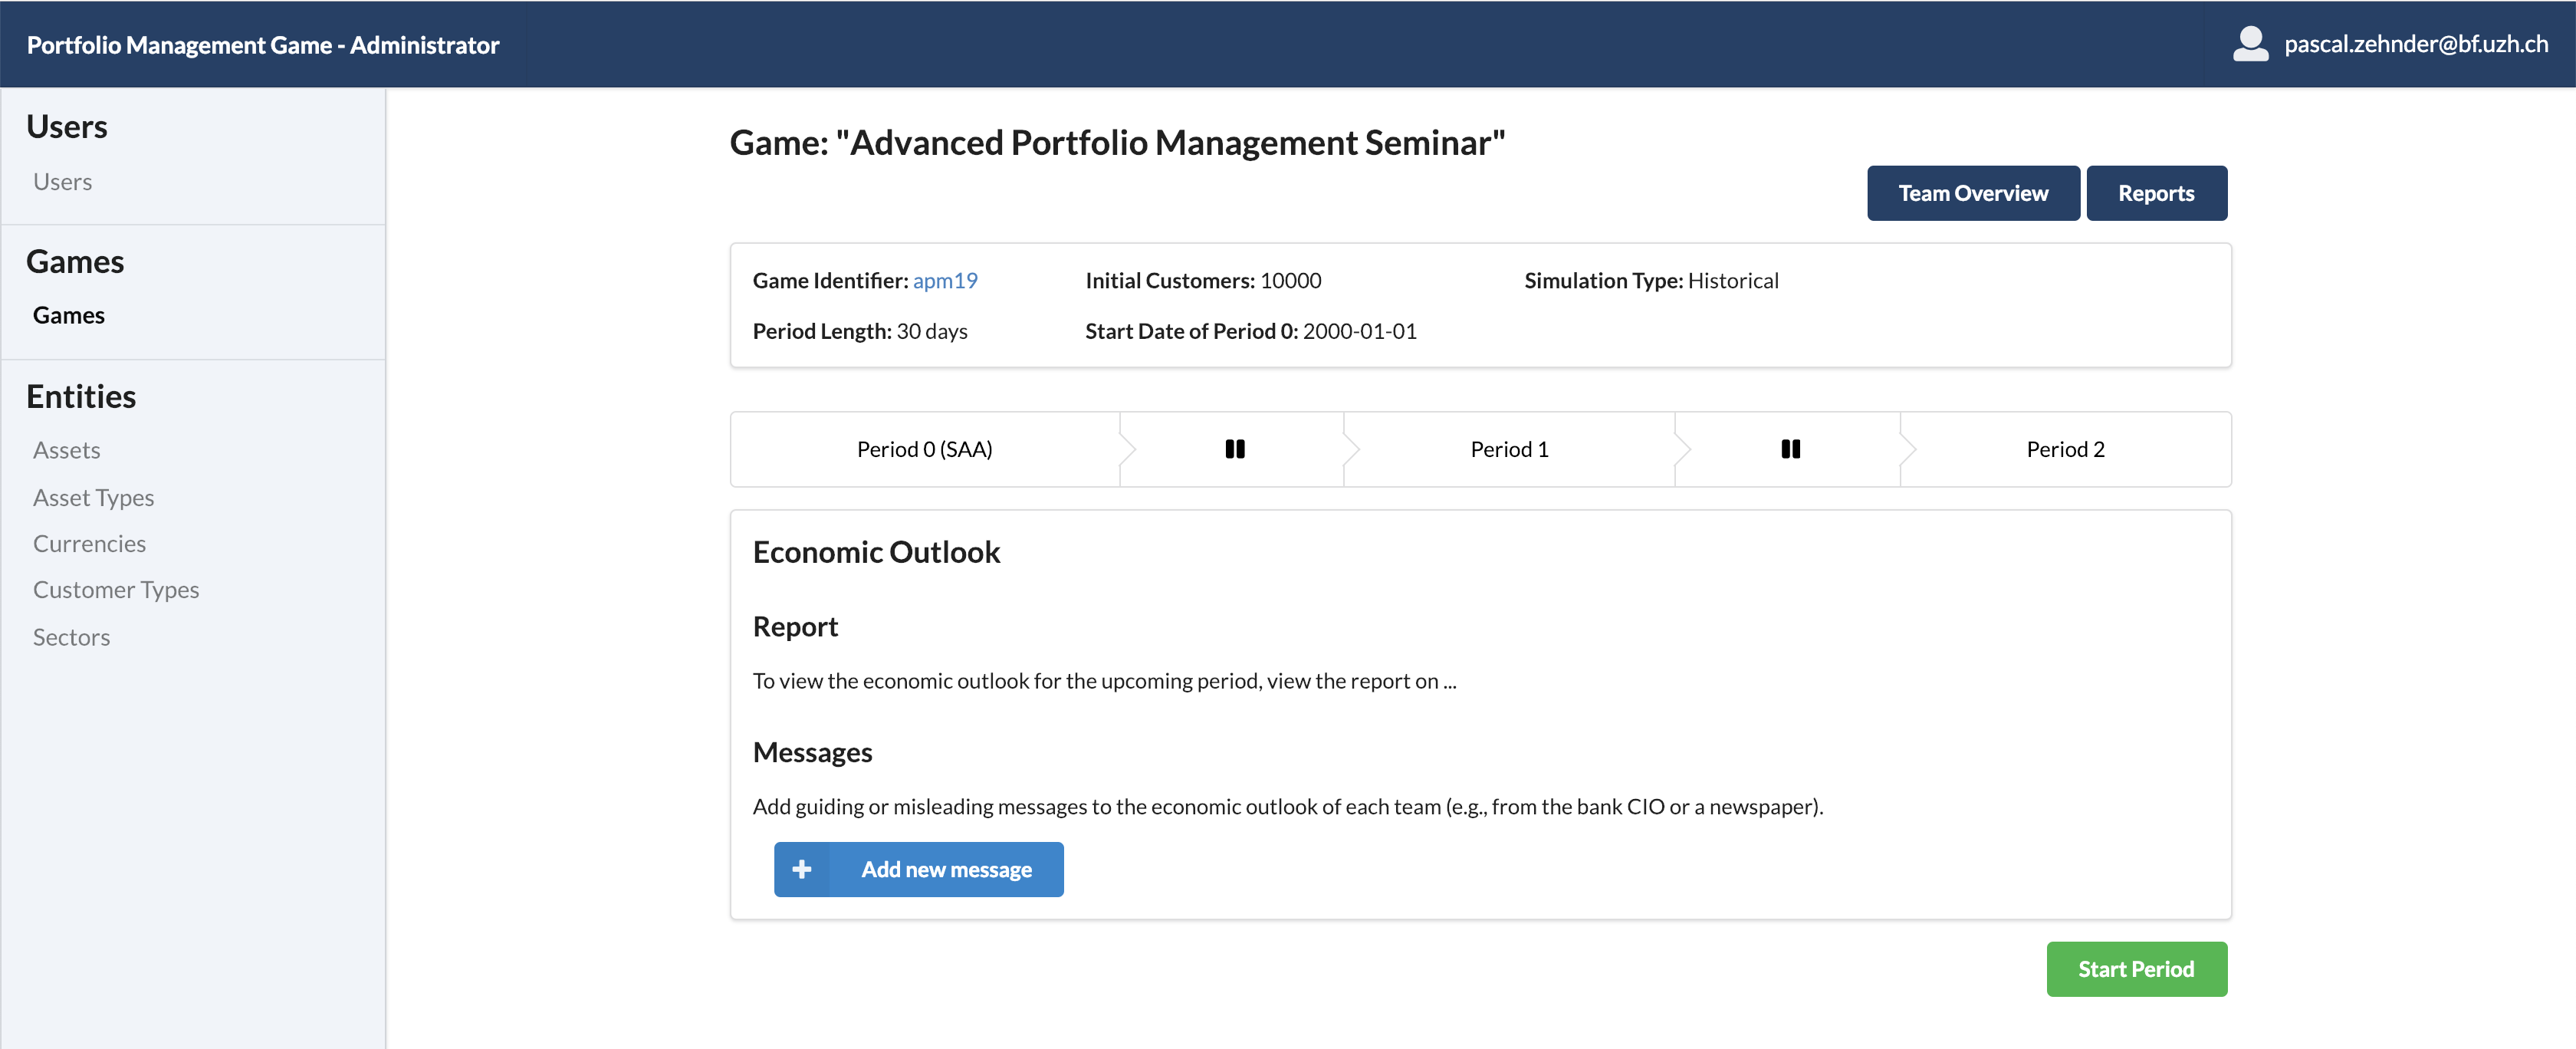 Portfolio Management Game - Administrator
pascal.zehnder@bf.uzh.ch
Users
Users
Games
Games
Entities
Assets
Asset Types
Currencies
Customer Types
Sectors
Game: "Advanced Portfolio Management Seminar"
Team Overview
Reports
Game Identifier: apm19
Initial Customers: 10000
Simulation Type: Historical
Period Length: 30 days
Start Date of Period 0: 2000-01-01
Period 0 (SAA)
Period 1
Period 2
Economic Outlook
Report
To view the economic outlook for the upcoming period, view the report on ...
Messages
Add guiding or misleading messages to the economic outlook of each team (e.g., from the bank CIO or a newspaper).
Add new message
Start Period